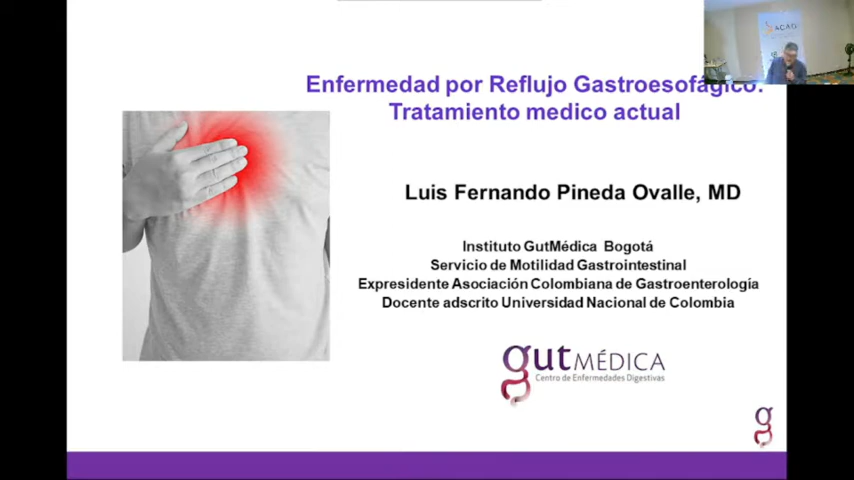 ACAD
Enfermedad por Reflujo Gastroesofágico:
Tratamiento medico actual
Luis Fernando Pineda Ovalle, MD
Instituto GutMédica Bogotá
Servicio de Motilidad Gastrointestinal
Expresidente Asociación Colombiana de Gastroenterología
Docente adscrito Universidad Nacional de Colombia
gutMÉDICA
Centro de Enfermedades Digestivas
g